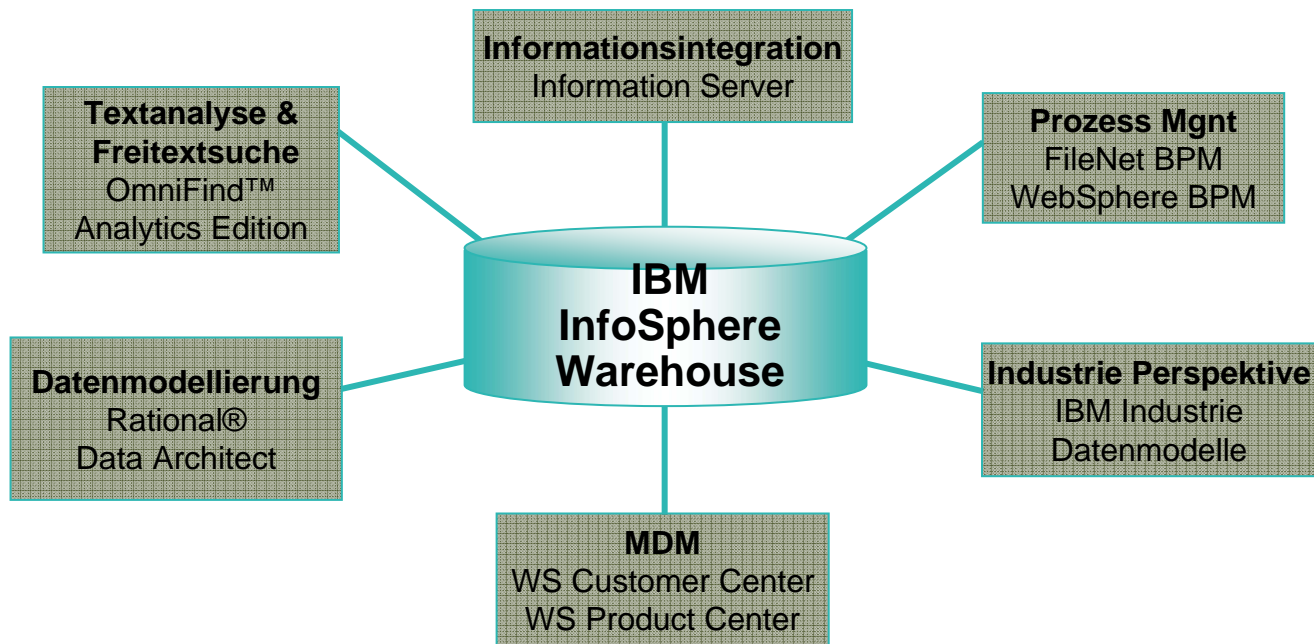 Informationsintegration
Information Server
Textanalyse &
Freitextsuche
OmniFind™
Analytics Edition
Prozess Mgnt
FileNet BPM
WebSphere BPM
IBM
InfoSphere
Warehouse
Datenmodellierung
Rational®
Data Architect
Industrie Perspektive
IBM Industrie
Datenmodelle
MDM
WS Customer Center
WS Product Center